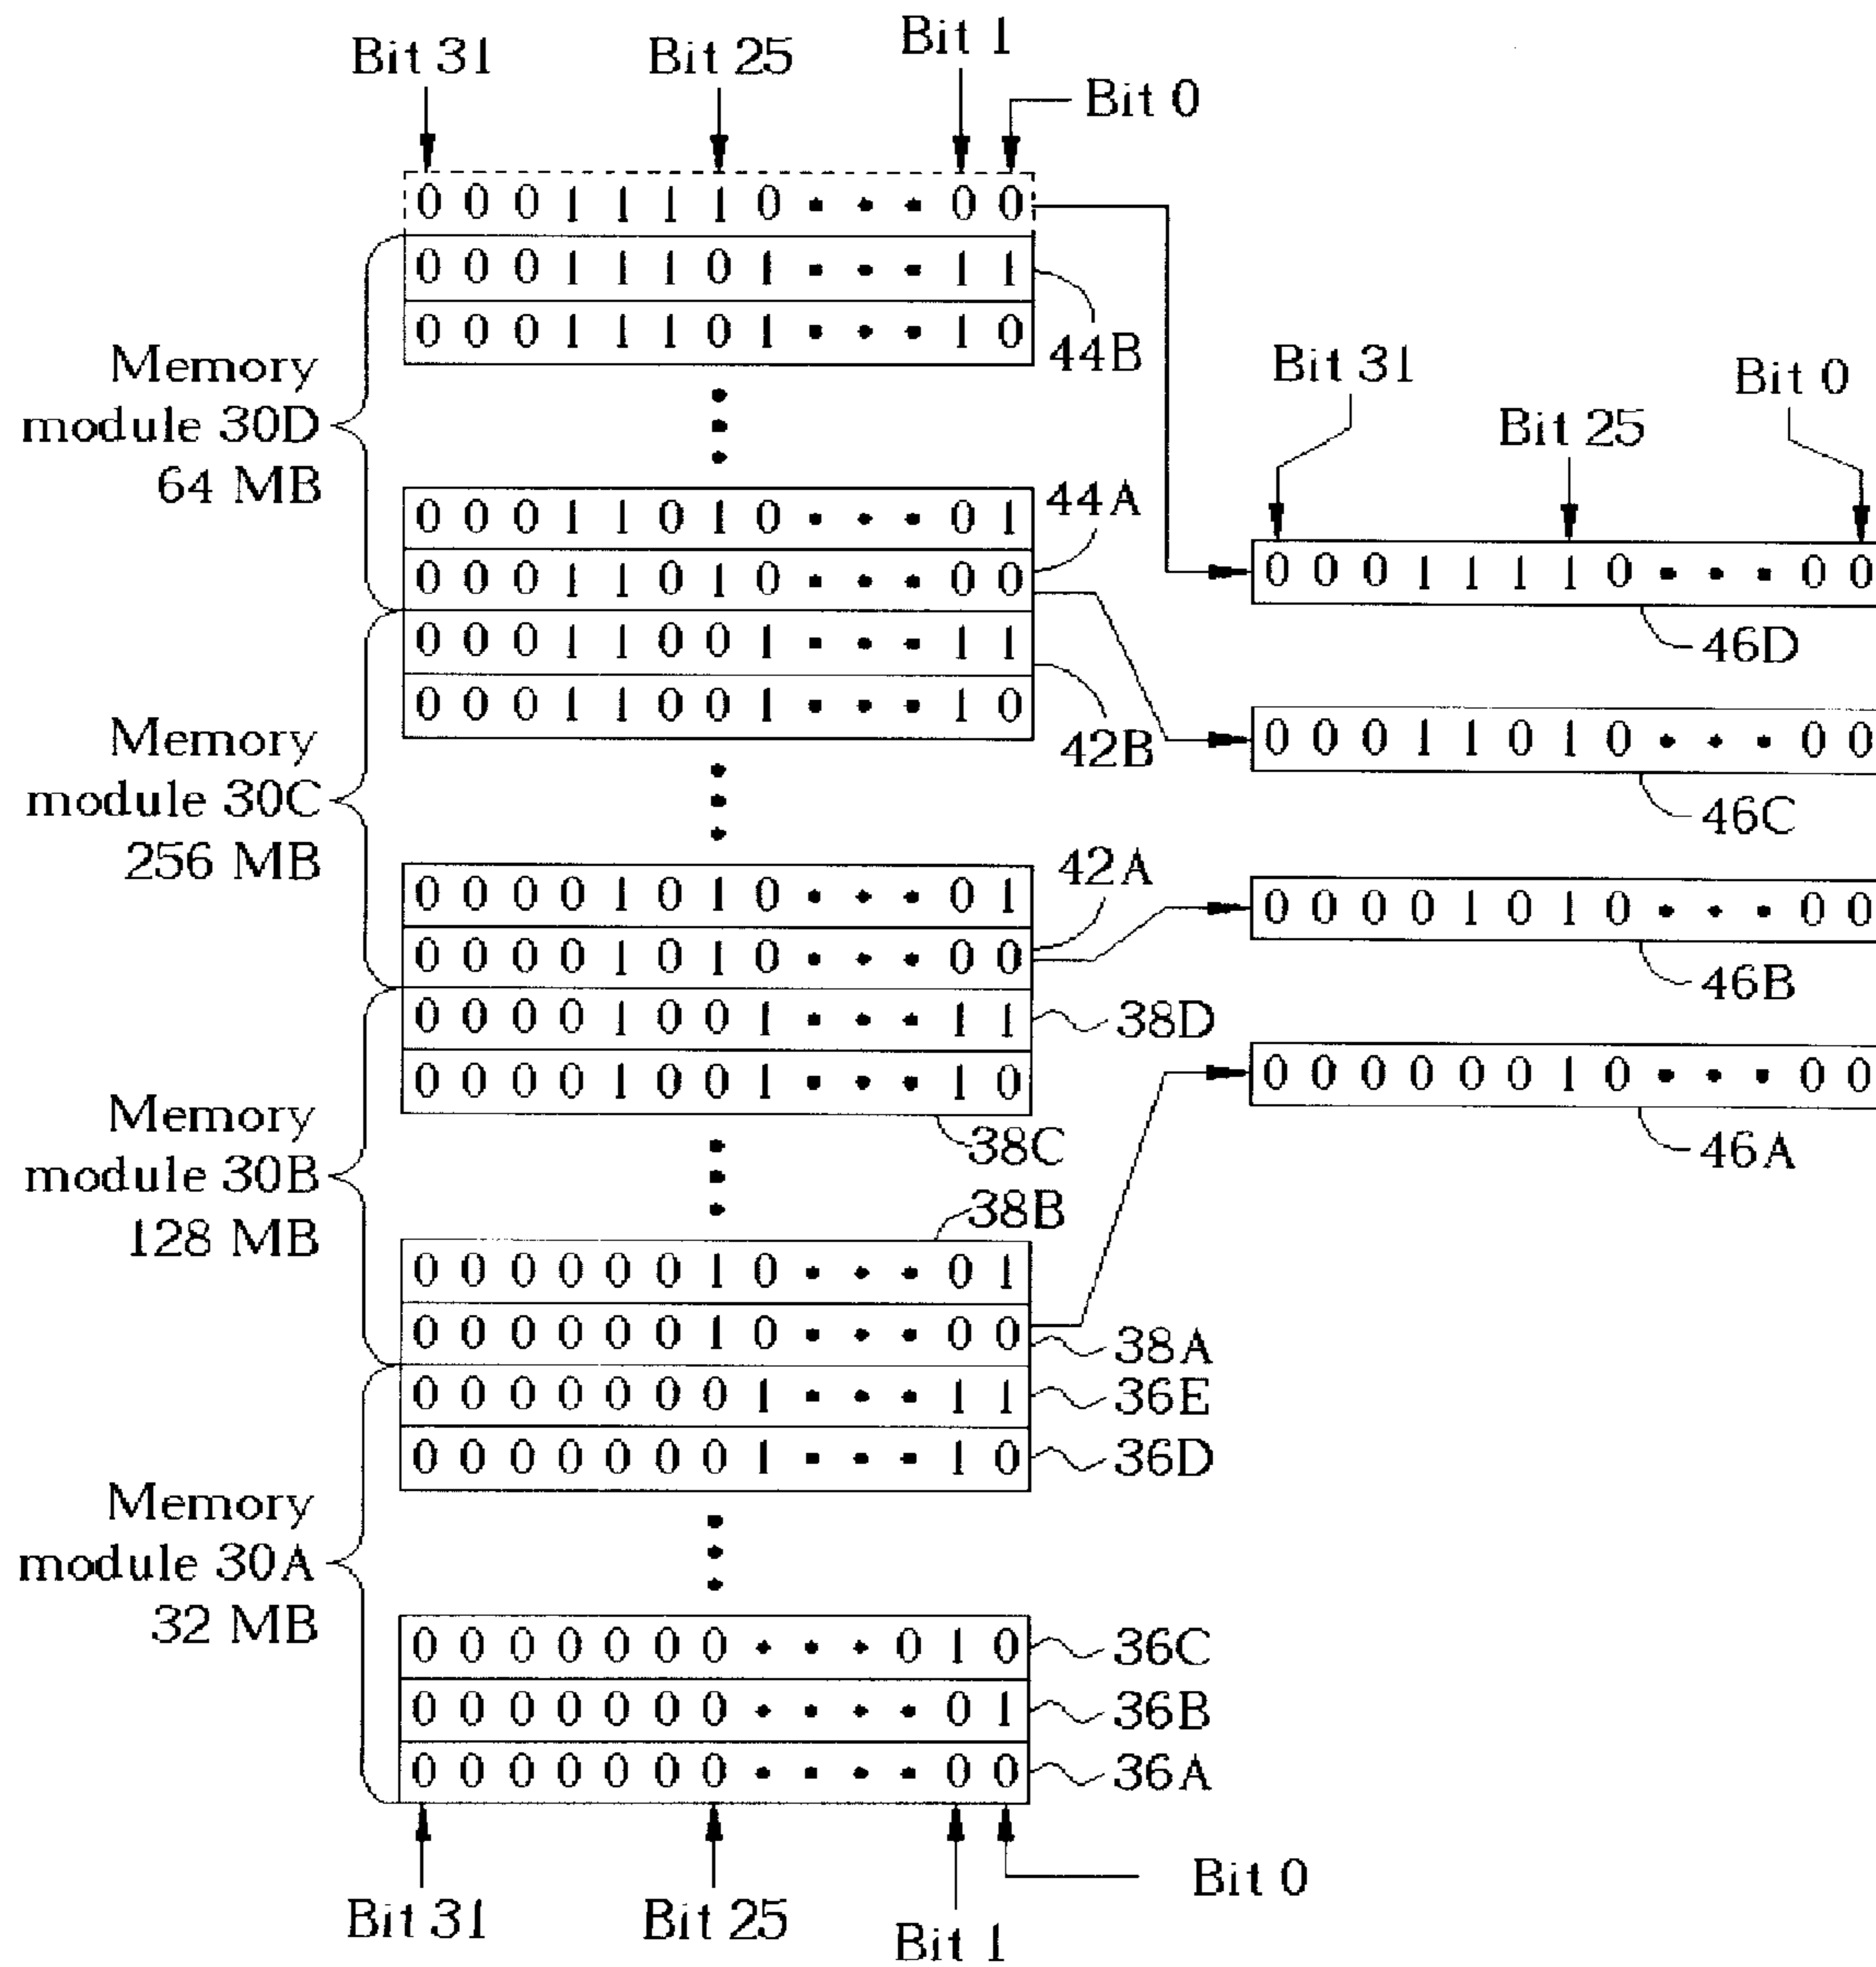 Bit 31
Bit 25
Bit 1
Bit 0
0 0 0 1 1 1 1 0 • • • 0 0
0 0 0 1 1 1 0 1 • • • 1 1
0 0 0 1 1 1 0 1 • • • 1 0
44B
Memory
module 30D
64 MB
0 0 0 1 1 0 1 0 • • • 0 1
44A
0 0 0 1 1 0 1 0 • • • 0 0
0 0 0 1 1 0 0 1 • • • 1 1
0 0 0 1 1 0 0 1 • • • 1 0
42B
Memory
module 30C
256 MB
0 0 0 0 1 0 1 0 • • • 0 1
42A
0 0 0 0 1 0 1 0 • • • 0 0
0 0 0 0 1 0 0 1 • • • 1 1
38D
0 0 0 0 1 0 0 1 • • • 1 0
38C
Memory
module 30B
128 MB
38B
0 0 0 0 0 0 1 0 • • • 0 1
0 0 0 0 0 0 1 0 • • • 0 0
38A
0 0 0 0 0 0 0 1 • • • 1 1
36E
0 0 0 0 0 0 0 1 • • • 1 0
36D
Memory
module 30A
32 MB
0 0 0 0 0 0 0 • • • 0 1 0
36C
0 0 0 0 0 0 0 • • • • 0 1
36B
0 0 0 0 0 0 0 • • • • 0 0
36A
Bit 31
Bit 25
Bit 1
Bit 0
Bit 31
Bit 25
Bit 0
0 0 0 1 1 1 1 0 • • • 0 0
46D
0 0 0 1 1 0 1 0 • • • 0 0
46C
0 0 0 0 1 0 1 0 • • • 0 0
46B
0 0 0 0 0 0 1 0 • • • 0 0
46A